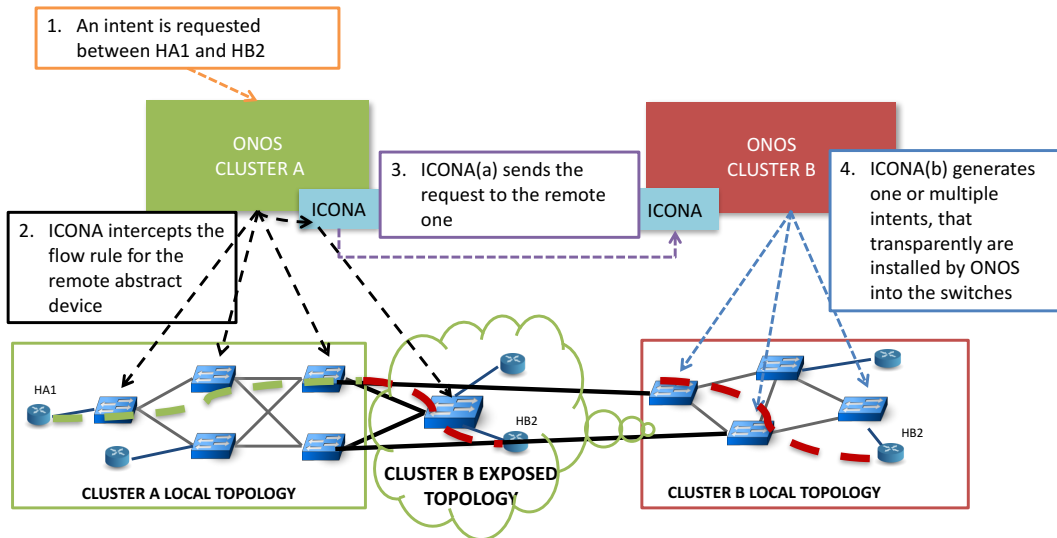 1. An intent is requested
between HA1 and HB2
ONOS
CLUSTER A
ICONA
ONOS
CLUSTER B
ICONA
2. ICONA intercepts the
flow rule for the
remote abstract
device
3. ICONA(a) sends the
request to the remote
one
4. ICONA(b) generates
one or multiple
intents, that
transparently are
installed by ONOS
into the switches
HA1
CLUSTER A LOCAL TOPOLOGY
HB2
CLUSTER B EXPOSED
TOPOLOGY
HB2
CLUSTER B LOCAL TOPOLOGY